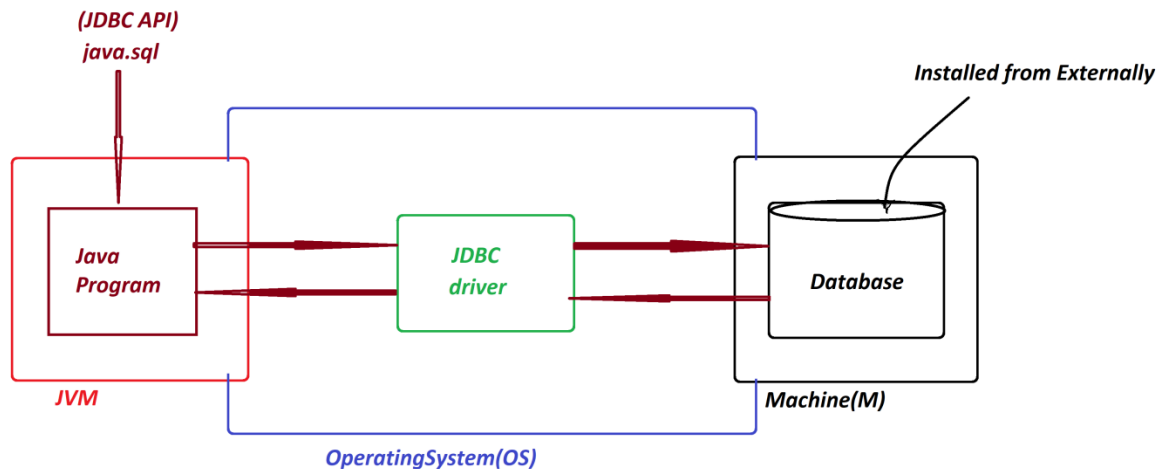 (JDBC API)
java.sql
Installed from Externally
Java
Program
JDBC
driver
Database
JVM
Machine(M)
OperatingSystem(OS)